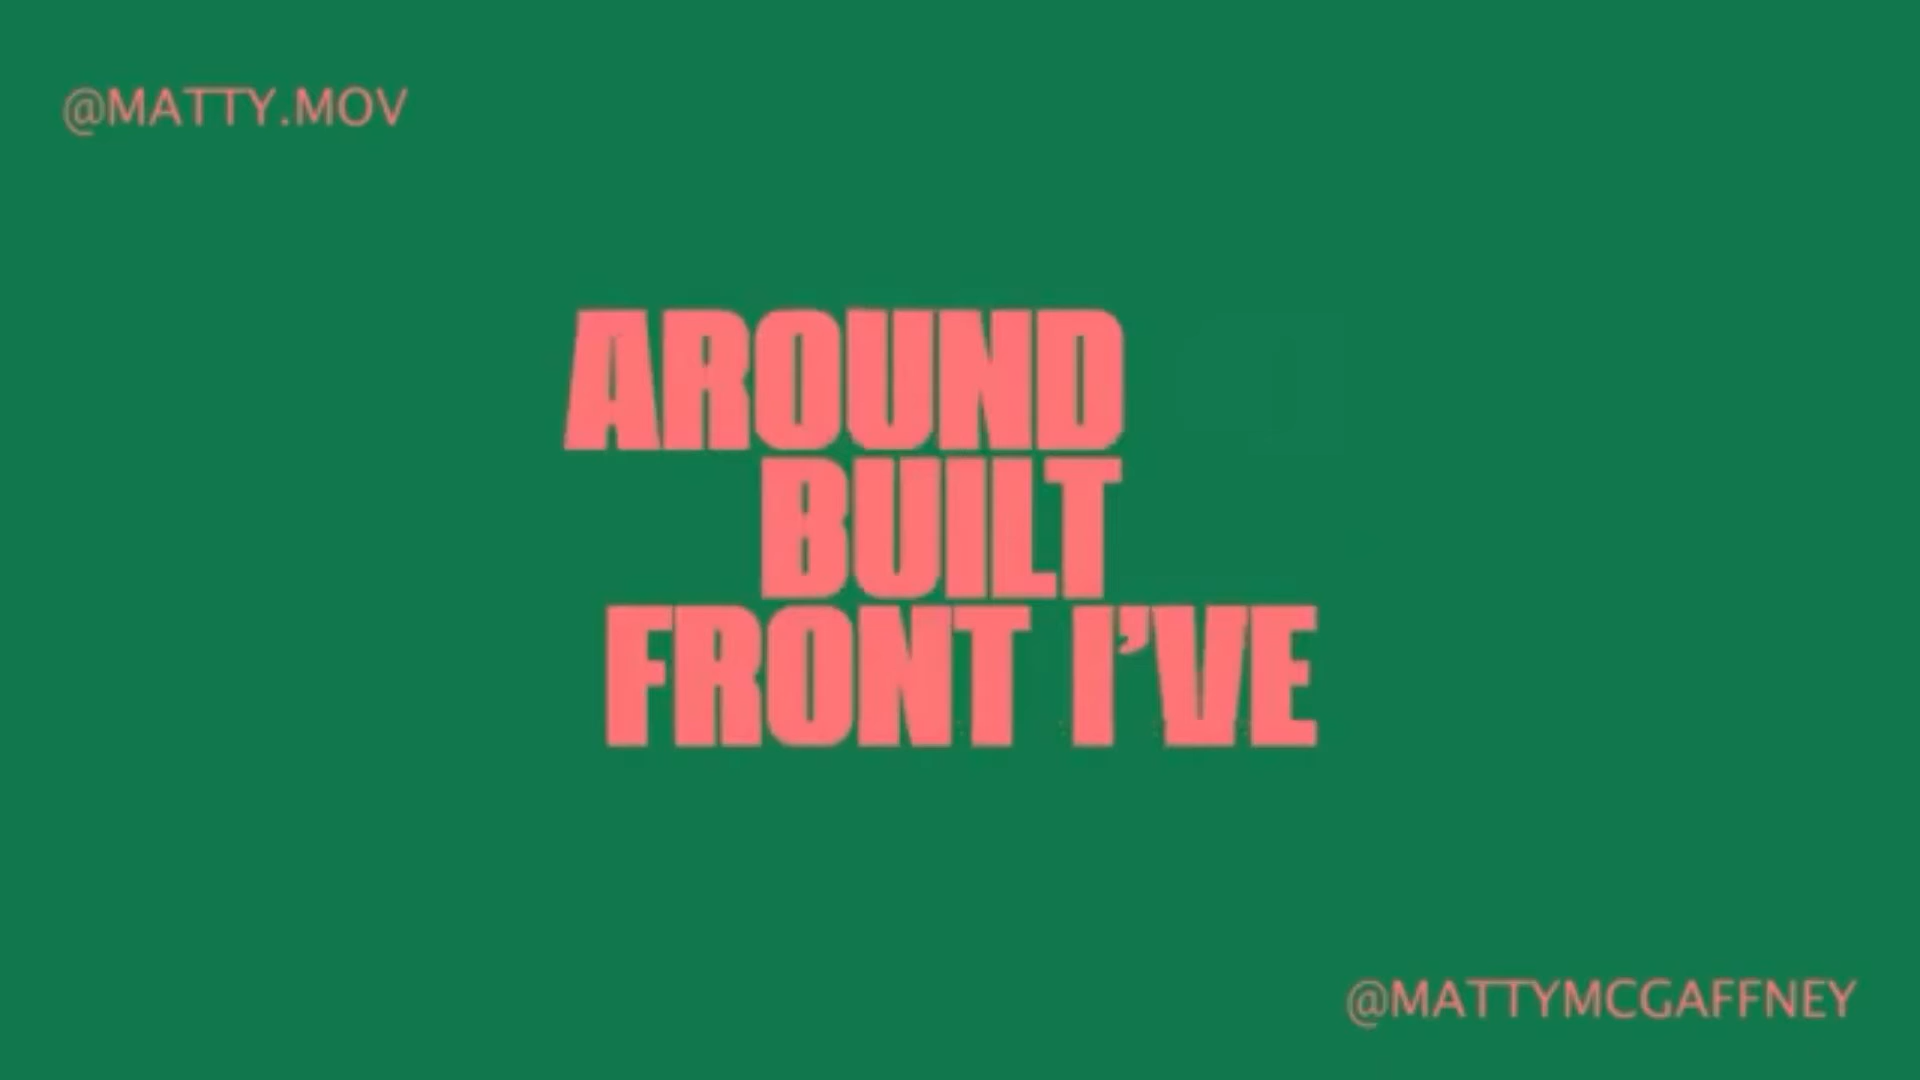 @MATTY.MOV
AROUND
BUILT
FRONT I’VE
@MATTYMCGAFFNEY